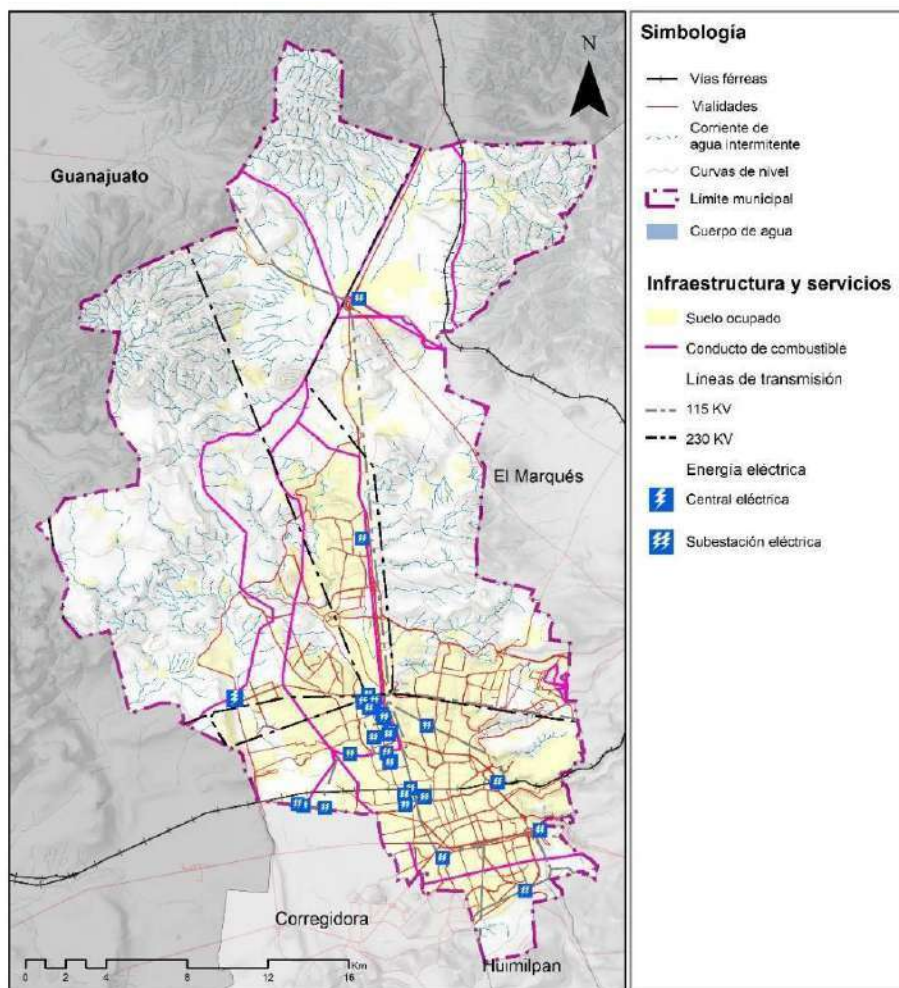 N
Guanajuato
El Marqués
Corregidora
Huimilpan
0 2 4 8 12 16 Km
Simbología
Vías férreas
Vialidades
Corriente de
agua intermitente
Curvas de nivel
Límite municipal
Cuerpo de agua
Infraestructura y servicios
Suelo ocupado
Conducto de combustible
Líneas de transmisión
115 KV
230 KV
Energía eléctrica
Central eléctrica
Subestación eléctrica